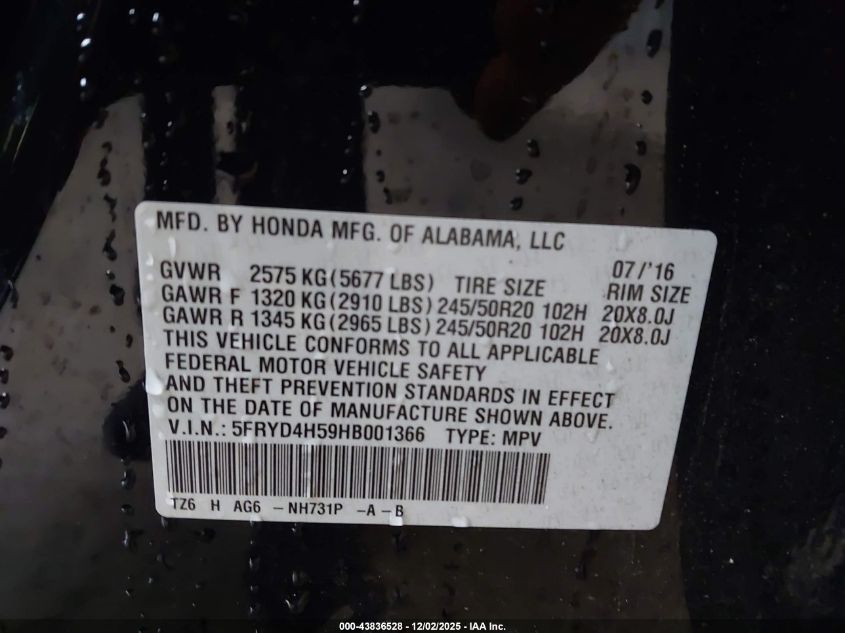 MFD. BY HONDA MFG. OF ALABAMA, LLC
07/'16
GVWR 2575 KG (5677 LBS) TIRE SIZE RIM SIZE
GAWR F 1320 KG (2910 LBS) 245/50R20 102H 20X8.0J
GAWR R 1345 KG (2965 LBS) 245/50R20 102H 20X8.0J
THIS VEHICLE CONFORMS TO ALL APPLICABLE
FEDERAL MOTOR VEHICLE SAFETY
AND THEFT PREVENTION STANDARDS IN EFFECT
ON THE DATE OF MANUFACTURE SHOWN ABOVE.
V.I.N.: 5FRYD4H59HB001366 TYPE: MPV
TZ6 H AG6 - NH731P - A - B
000-43836528 - 12/02/2025 - IAA Inc.